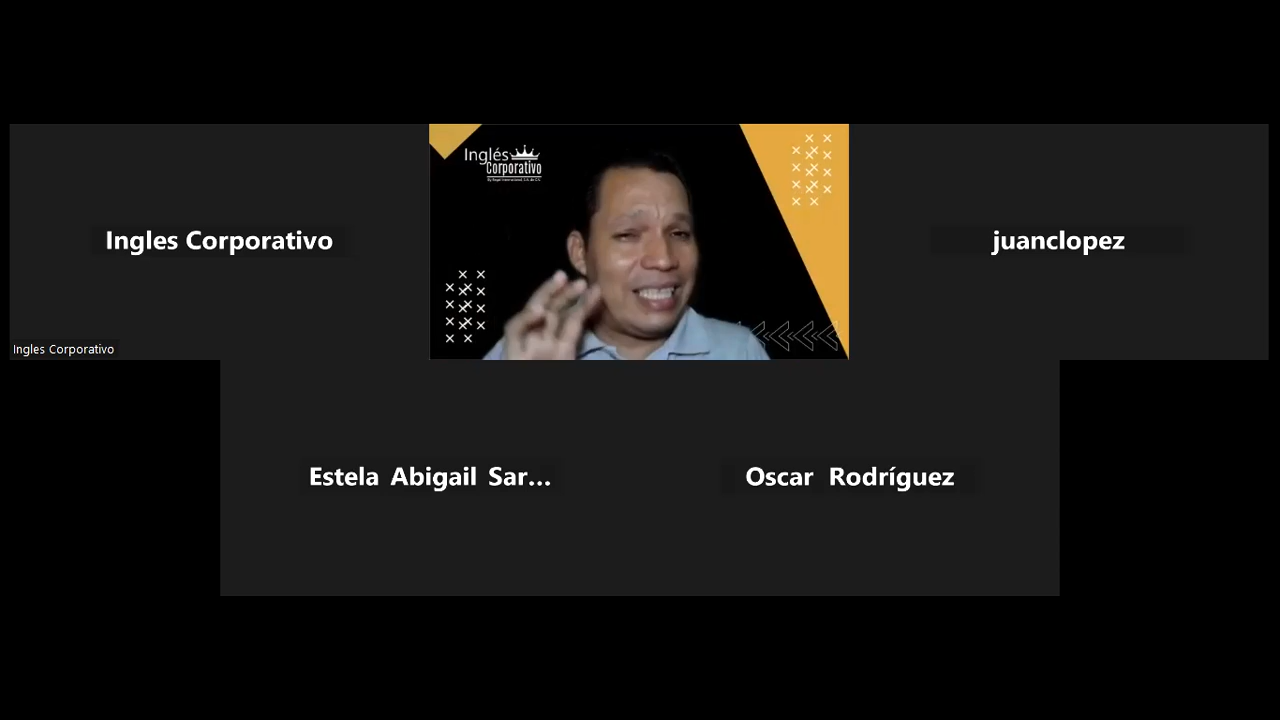 Ingles Corporativo
Ingles Corporativo
Inglés
Corporativo
juanclopez
Estela Abigail Sar...
Oscar Rodríguez